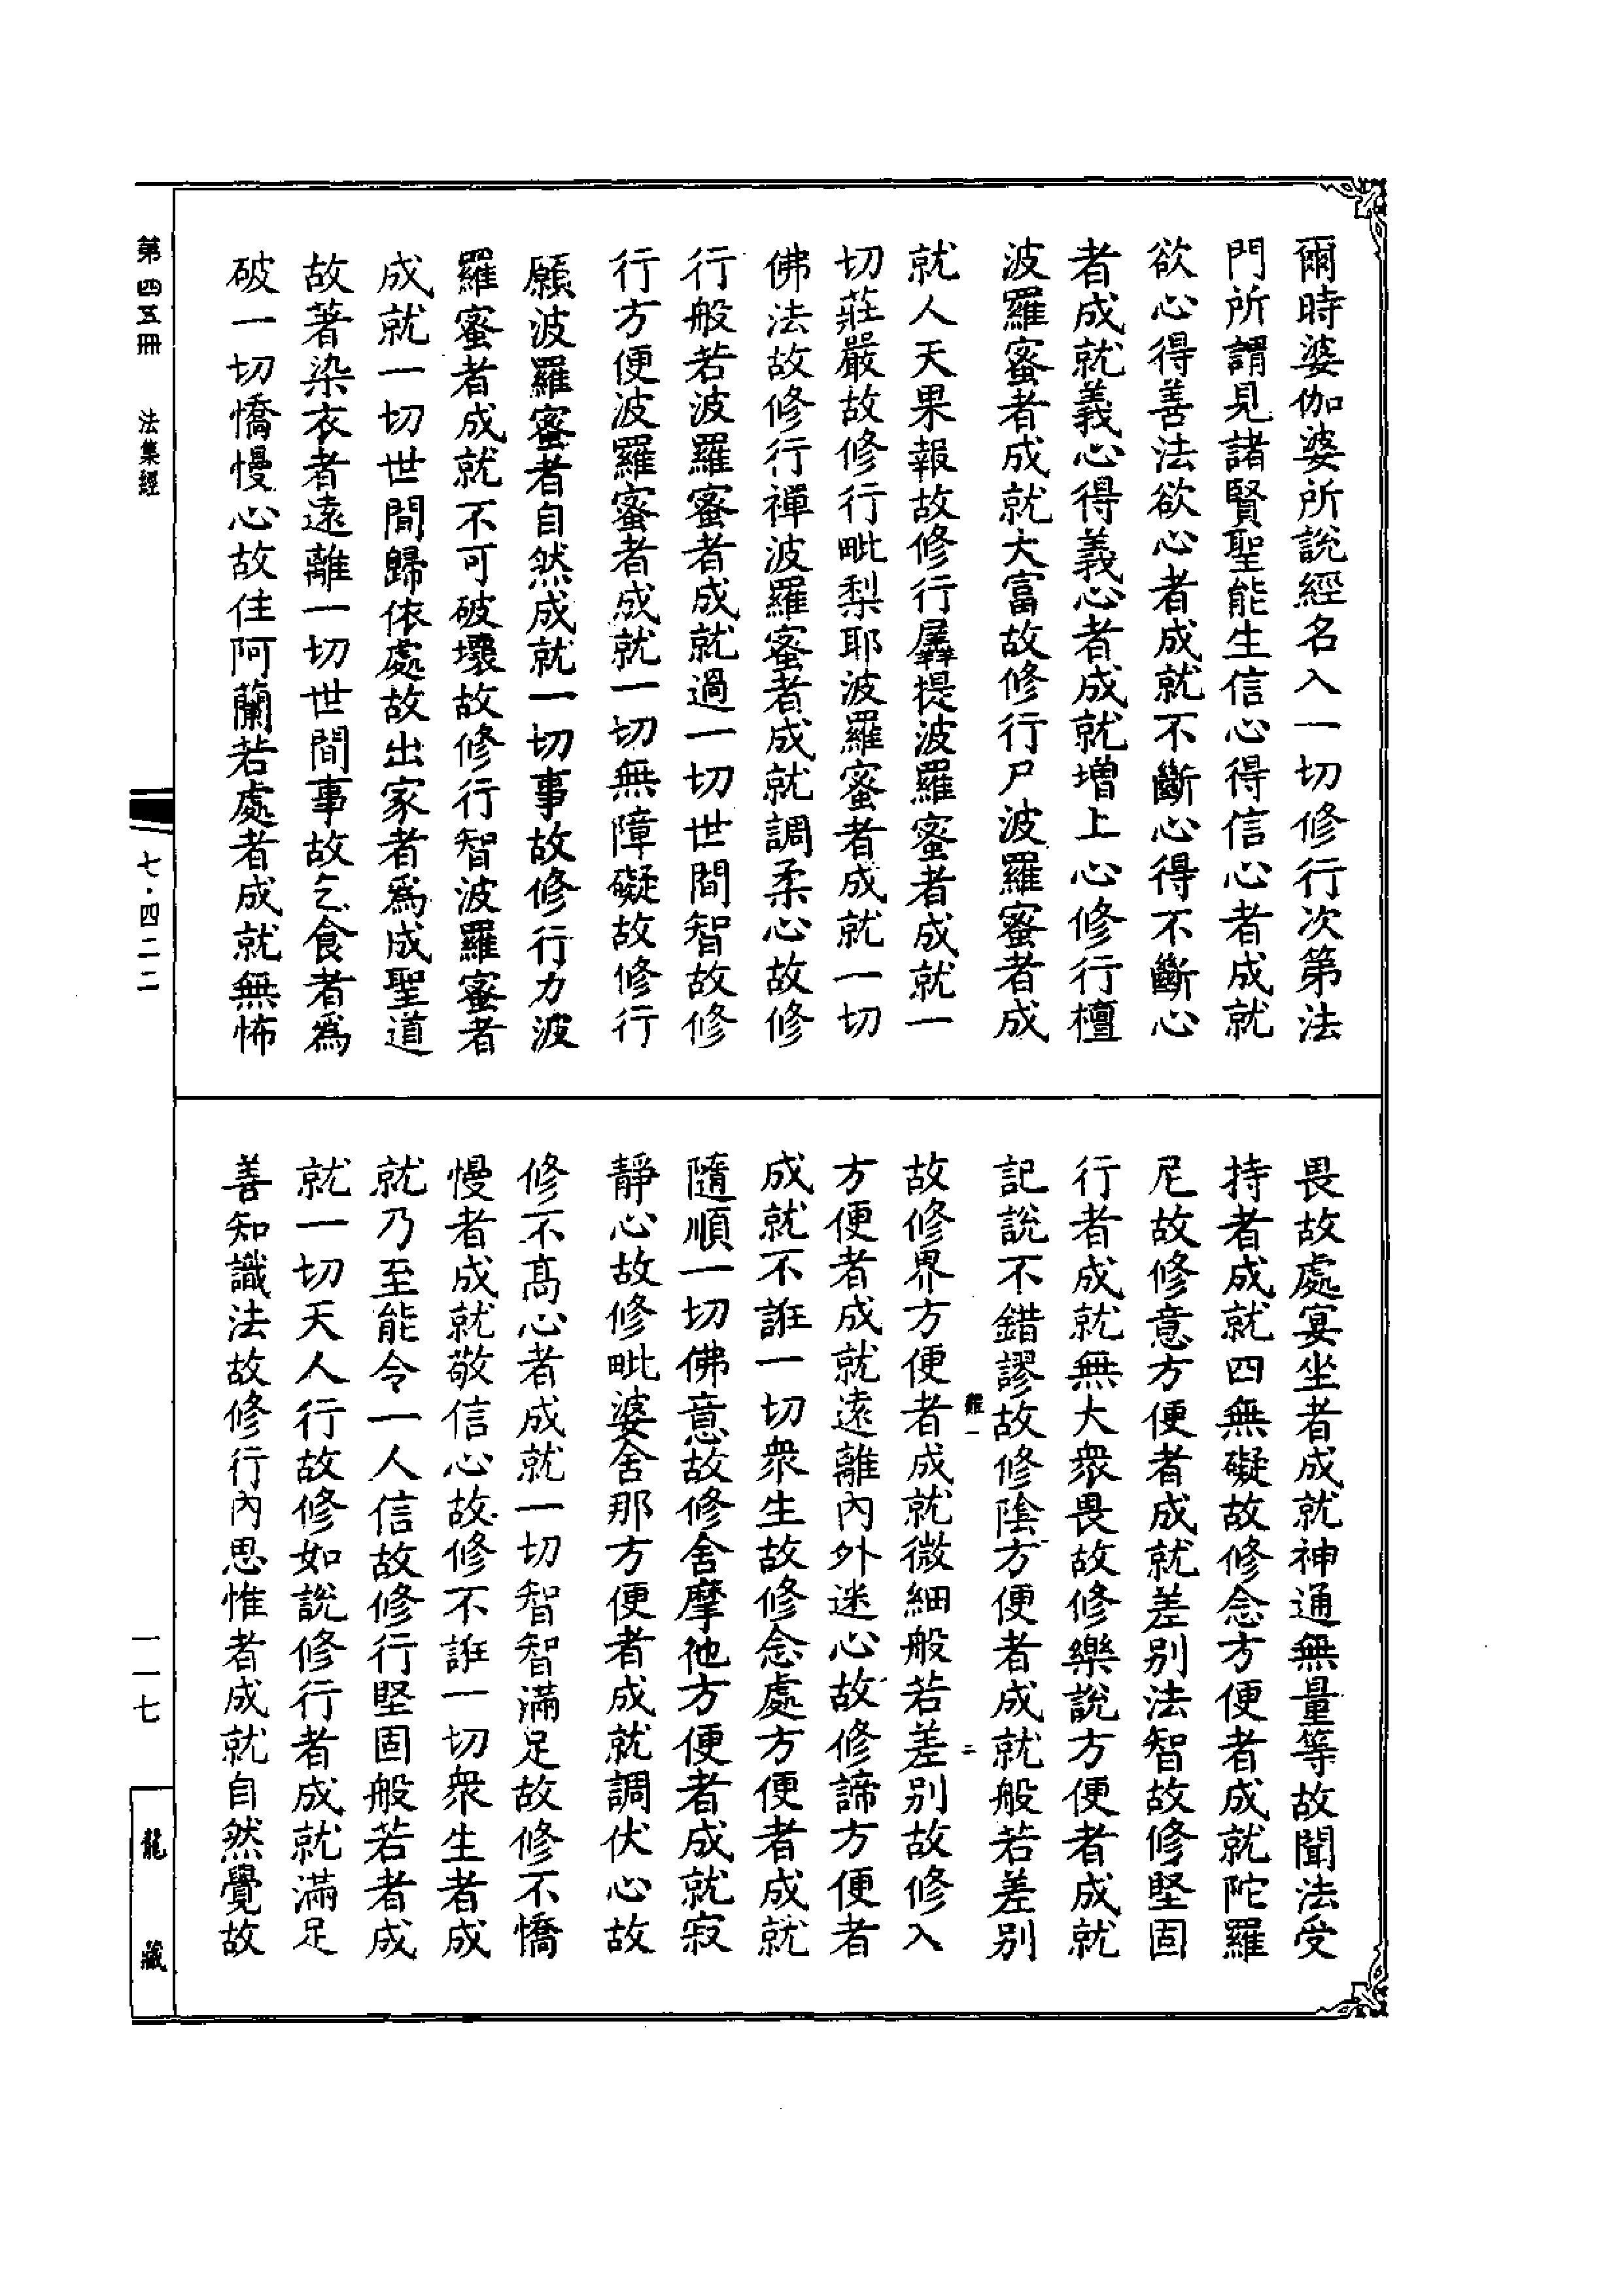 爾時婆伽婆所說經名入一切修行次第法
門所謂見諸賢聖能生信心得信心者成就
欲心得善法欲心者成就不斷心得不斷心
者成就義心得義心者成就增上心修行檀
波羅蜜者成就大富故修行尸波羅蜜者成
就人天果報故修行羼提波羅蜜者成就一
切莊嚴故修行毗梨耶波羅蜜者成就一切
佛法故修行禪波羅蜜者成就調柔心故修
行般若波羅蜜者成就過一切世間智故修
行方便波羅蜜者成就一切無障礙故修行
願波羅蜜者自然成就一切事故修行力波
羅蜜者成就不可破壞故修行智波羅蜜者
成就一切世間歸依處故出家者為成聖道
故著染衣者遠離一切世間事故乞食者為
破一切憍慢心故住阿蘭若處者成就無怖
畏故處宴坐者成就神通無量等故聞法受
持者成就四無礙故修念方便者成就陀羅
尼故修意方便者成就差別法智故修堅固
行者成就無大眾畏故修樂說方便者成就
記說不錯謬故修陰方便者成就般若差別
羅一 二
故修界方便者成就微細般若差別故修入
方便者成就遠離內外迷心故修諦方便者
成就不誑一切眾生故修念處方便者成就
隨順一切佛意故修舍摩他方便者成就寂
靜心故修毗婆舍那方便者成就調伏心故
修不高心者成就一切智智滿足故修不憍
慢者成就敬信心故修不誑一切眾生者成
就乃至能令一人信故修行堅固般若者成
就一切天人行故修如說修行者成就滿足
善知識法故修行內思惟者成就自然覺故
第四五冊 法集經
七·四二二
一一七
龍藏